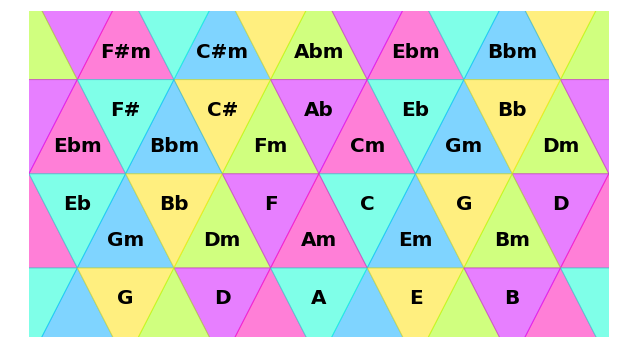 F#m C#m Abm Ebm Bbm
F# C# Ab Eb Bb
Ebm Bbm Fm Cm Gm Dm
Eb Bb F C G D
Gm Dm Am Em Bm
G D A E B